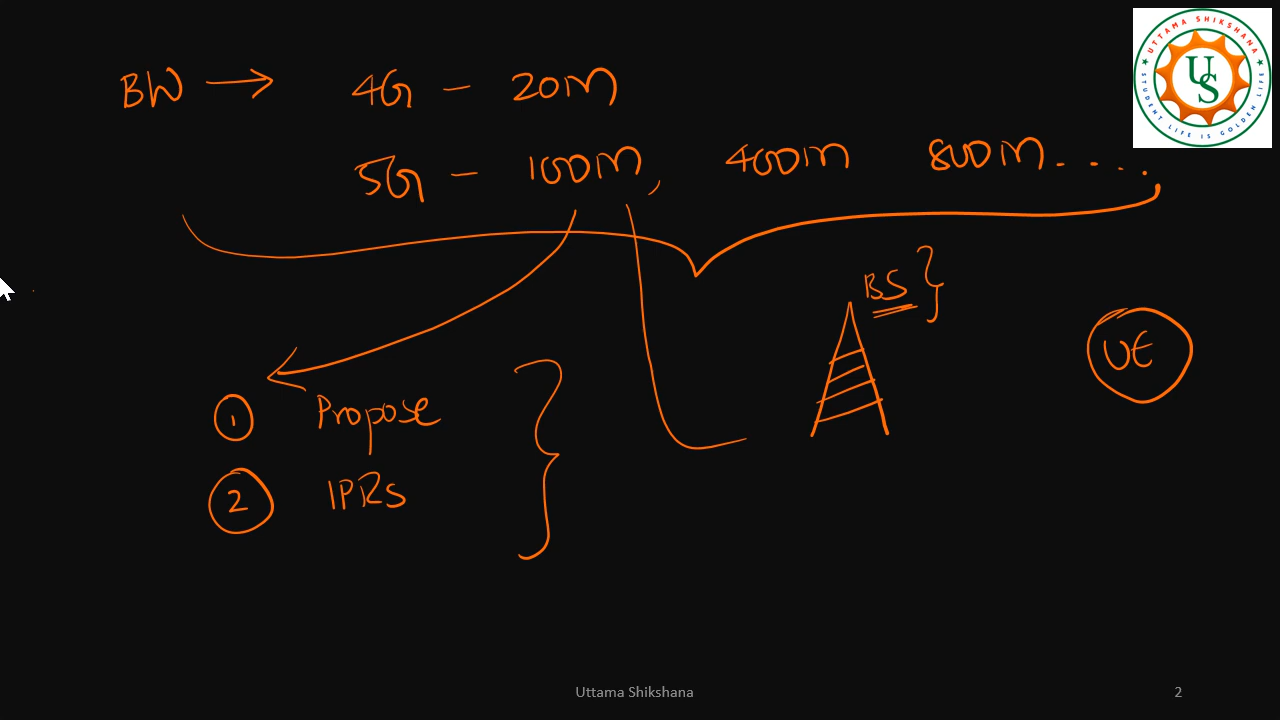 UTTAMA SHIKSHANA
US
STUDENT LIFE IS GOLDEN LIFE
BW → 4G - 20M
5G - 100M, 400M 800M.....
BS
UE
1 Propose
2 IPRs
Uttama Shikshana
2